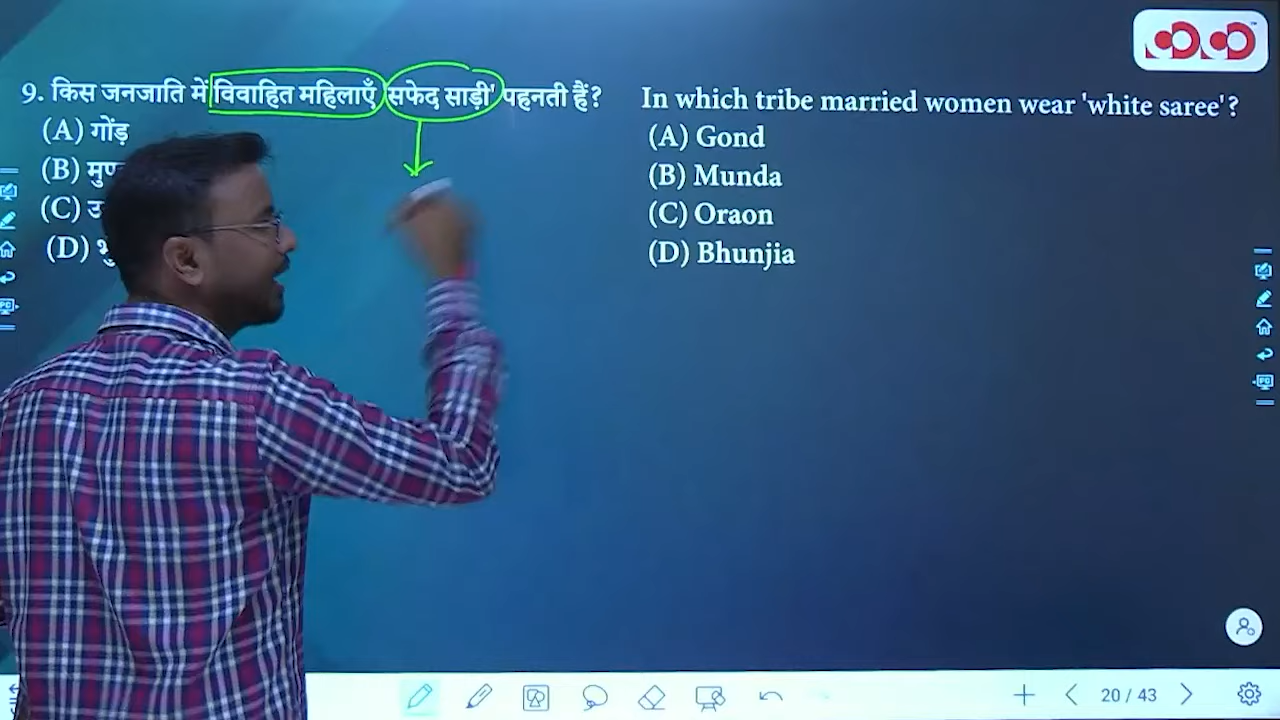 9. किस जनजाति में विवाहित महिलाएँ 'सफेद साड़ी' पहनती हैं?
(A) गोंड़
(B)
(C)
(D)
In which tribe married women wear 'white saree'?
(A) Gond
(B) Munda
(C) Oraon
(D) Bhunjia
20 / 43